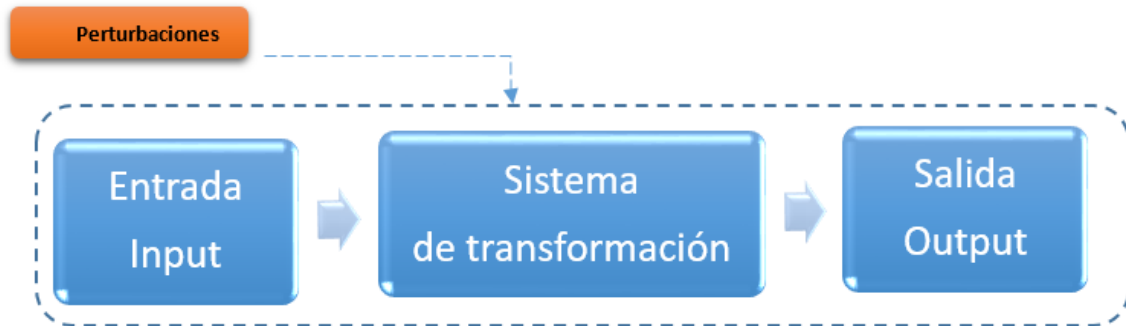 Perturbaciones
Entrada
Input
Sistema
de transformación
Salida
Output